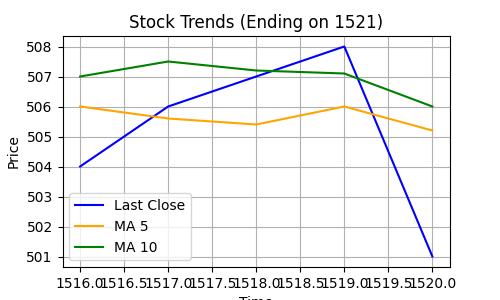 Stock Trends (Ending on 1521)
Price
508
507
506
505
504
503
502
501
Last Close
MA 5
MA 10
1516.0 1516.5 1517.0 1517.5 1518.0 1518.5 1519.0 1519.5 1520.0
Time